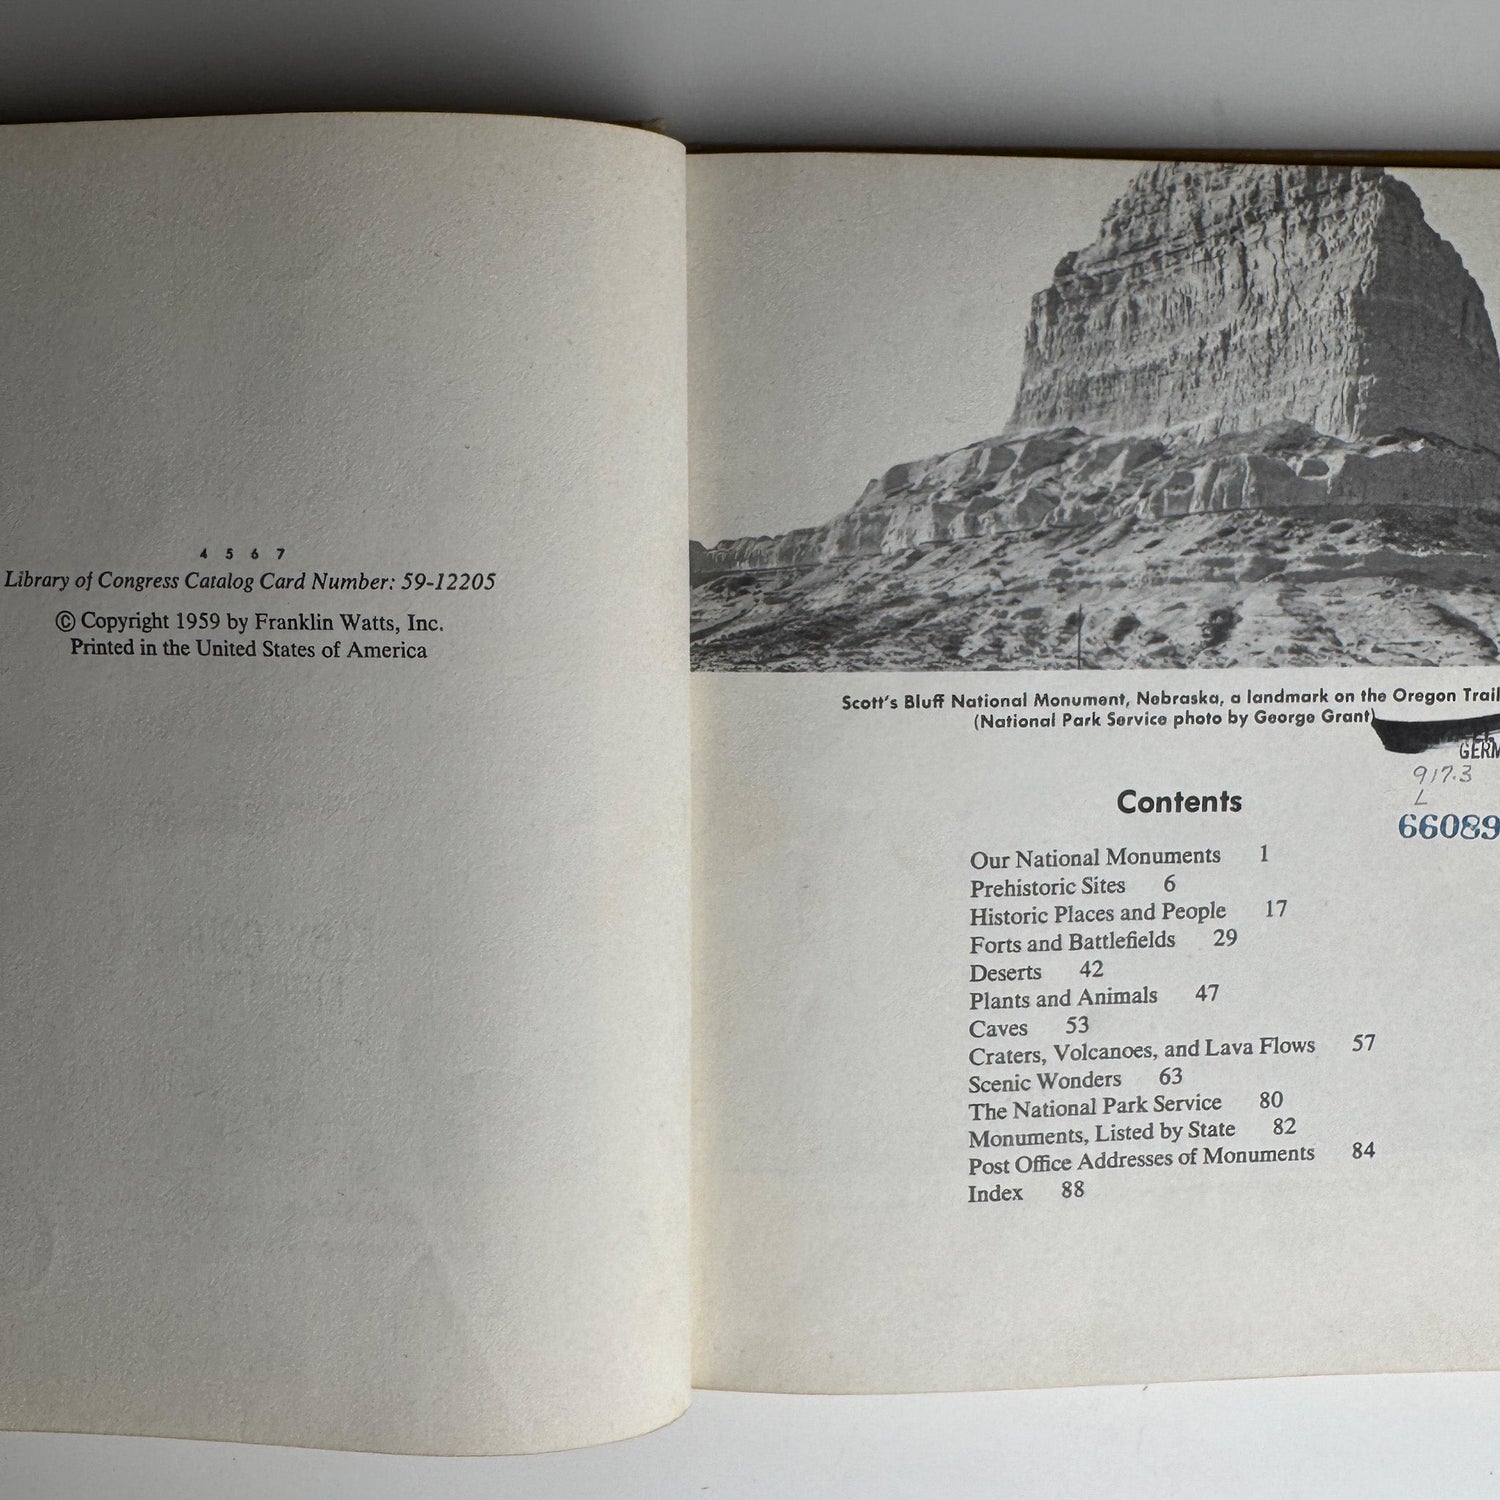 4 5 6 7
Library of Congress Catalog Card Number: 59-12205
© Copyright 1959 by Franklin Watts, Inc.
Printed in the United States of America
Scott's Bluff National Monument, Nebraska, a landmark on the Oregon Trail
(National Park Service photo by George Grant)
917.3
L
66089
Contents
Our National Monuments 1
Prehistoric Sites 6
Historic Places and People 17
Forts and Battlefields 29
Deserts 42
Plants and Animals 47
Caves 53
Craters, Volcanoes, and Lava Flows 57
Scenic Wonders 63
The National Park Service 80
Monuments, Listed by State 82
Post Office Addresses of Monuments 84
Index 88